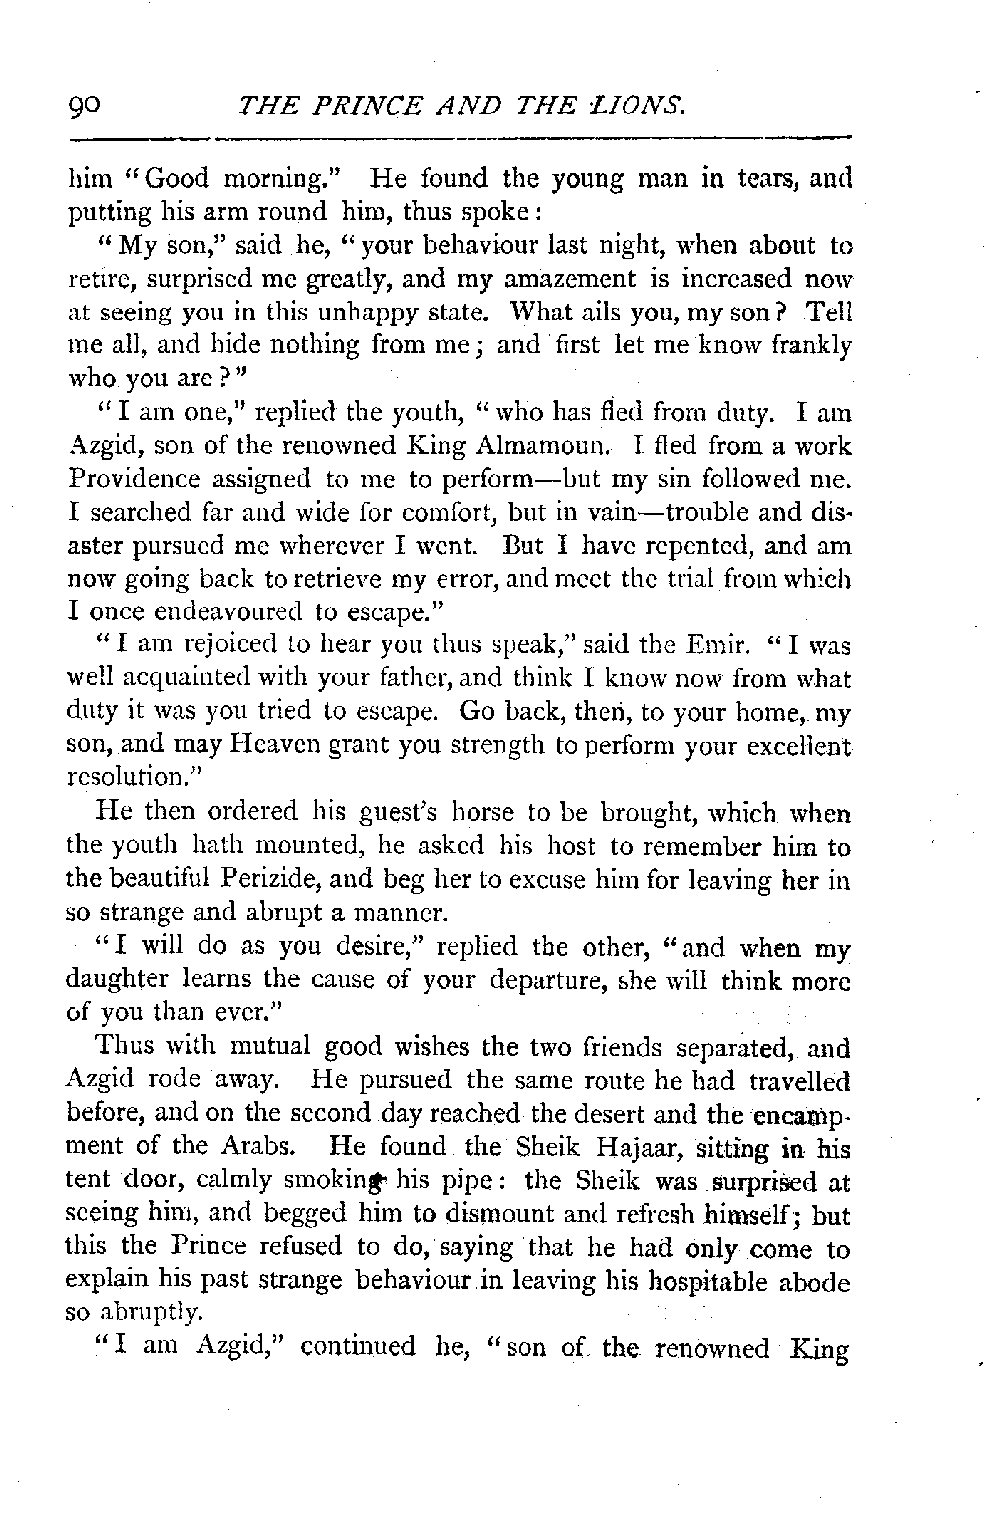 90 THE PRINCE AND THE LIONS.
him "Good morning." He found the young man in tears, and
putting his arm round him, thus spoke:
"My son," said he, "your behaviour last night, when about to
retire, surprised me greatly, and my amazement is increased now
at seeing you in this unhappy state. What ails you, my son? Tell
me all, and hide nothing from me; and first let me know frankly
who you are?"
"I am one," replied the youth, "who has fled from duty. I am
Azgid, son of the renowned King Almamoun. I fled from a work
Providence assigned to me to perform—but my sin followed me.
I searched far and wide for comfort, but in vain—trouble and dis-
aster pursued me wherever I went. But I have repented, and am
now going back to retrieve my error, and meet the trial from which
I once endeavoured to escape."
"I am rejoiced to hear you thus speak," said the Emir. "I was
well acquainted with your father, and think I know now from what
duty it was you tried to escape. Go back, then, to your home, my
son, and may Heaven grant you strength to perform your excellent
resolution."
He then ordered his guest's horse to be brought, which when
the youth hath mounted, he asked his host to remember him to
the beautiful Perizide, and beg her to excuse him for leaving her in
so strange and abrupt a manner.
"I will do as you desire," replied the other, "and when my
daughter learns the cause of your departure, she will think more
of you than ever."
Thus with mutual good wishes the two friends separated, and
Azgid rode away. He pursued the same route he had travelled
before, and on the second day reached the desert and the encamp-
ment of the Arabs. He found the Sheik Hajaar, sitting in his
tent door, calmly smoking his pipe: the Sheik was surprised at
seeing him, and begged him to dismount and refresh himself; but
this the Prince refused to do, saying that he had only come to
explain his past strange behaviour in leaving his hospitable abode
so abruptly.
"I am Azgid," continued he, "son of the renowned King